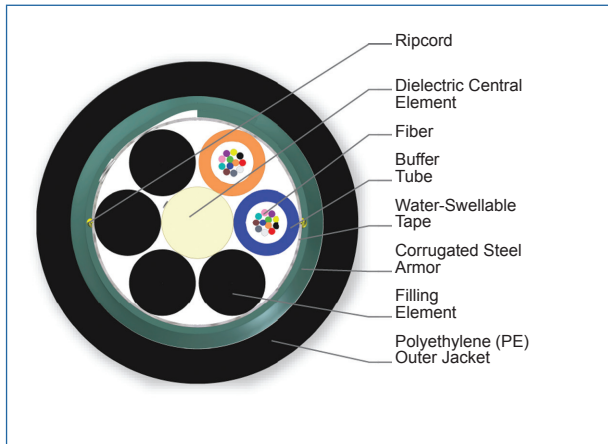 Ripcord
Dielectric Central
Element
Fiber
Buffer
Tube
Water-Swellable
Tape
Corrugated Steel
Armor
Filling
Element
Polyethylene (PE)
Outer Jacket